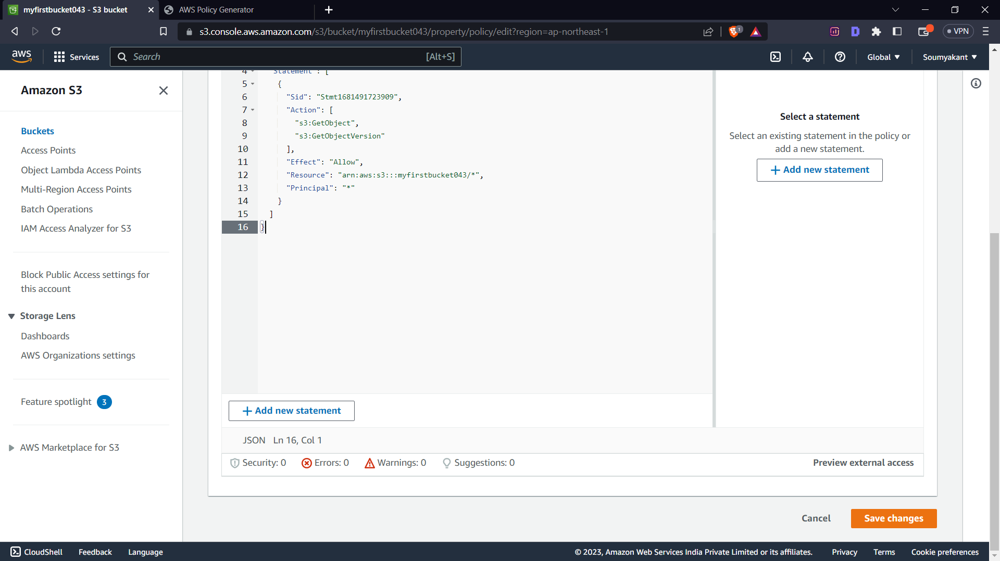 myfirstbucket043 - S3 bucket
AWS Policy Generator
s3.console.aws.amazon.com/s3/bucket/myfirstbucket043/property/policy/edit?region=ap-northeast-1
1
VPN
aws
Services
Search
[Alt+S]
Global
Soumyakant
Amazon S3
Buckets
Access Points
Object Lambda Access Points
Multi-Region Access Points
Batch Operations
IAM Access Analyzer for S3
Block Public Access settings for
this account
Storage Lens
Dashboards
AWS Organizations settings
Feature spotlight 3
AWS Marketplace for S3
4 "Statement": [
5 {
6 "Sid": "Stmt1681491723909",
7 "Action": [
8 "s3:GetObject",
9 "s3:GetObjectVersion"
10 ],
11 "Effect": "Allow",
12 "Resource": "arn:aws:s3:::myfirstbucket043/*",
13 "Principal": "*"
14 }
15 ]
16 }
Add new statement
JSON Ln 16, Col 1
Security: 0 Errors: 0 Warnings: 0 Suggestions: 0
Preview external access
Select a statement
Select an existing statement in the policy or
add a new statement.
Add new statement
Cancel
Save changes
CloudShell Feedback Language
© 2023, Amazon Web Services India Private Limited or its affiliates. Privacy Terms Cookie preferences